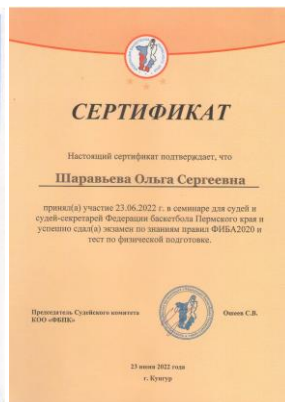 СЕРТИФИКАТ
Настоящий сертификат подтверждает, что
Шаравьева Ольга Сергеевна
принял(а) участие 23.06.2022 г. в семинаре для судей и
судей-секретарей Федерации баскетбола Пермского края и
успешно сдал(а) экзамен по знаниям правил ФИБА2020 и
тест по физической подготовке.
Председатель Судейского комитета
КОО «ФБПК»
С.В.
23 июня 2022 года
г. Кунгур